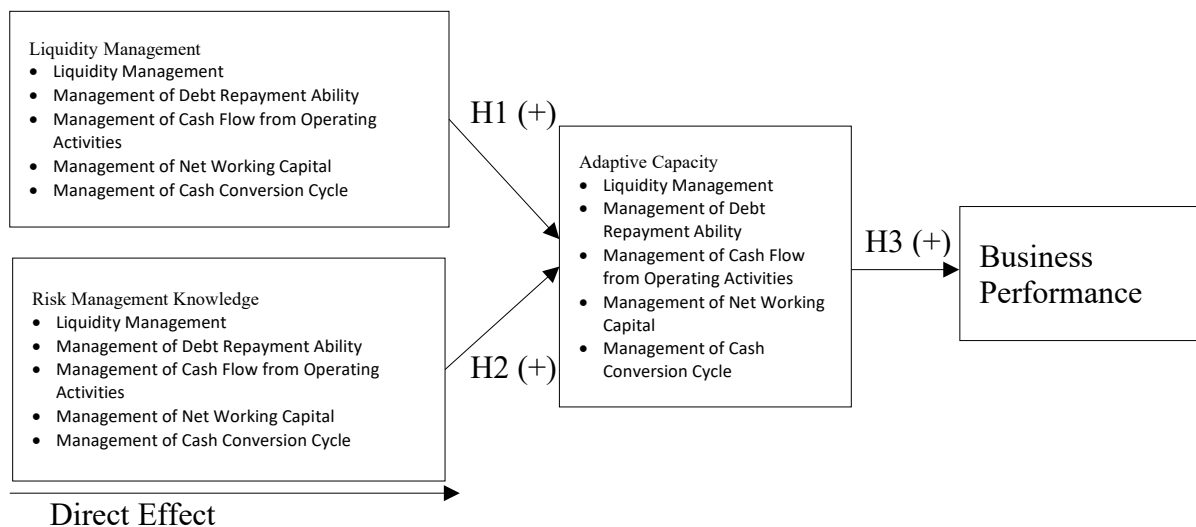 Liquidity Management
• Liquidity Management
• Management of Debt Repayment Ability
• Management of Cash Flow from Operating
Activities
• Management of Net Working Capital
• Management of Cash Conversion Cycle
H1 (+)
Risk Management Knowledge
• Liquidity Management
• Management of Debt Repayment Ability
• Management of Cash Flow from Operating
Activities
• Management of Net Working Capital
• Management of Cash Conversion Cycle
H2 (+)
Adaptive Capacity
• Liquidity Management
• Management of Debt
Repayment Ability
• Management of Cash Flow
from Operating Activities
• Management of Net Working
Capital
• Management of Cash
Conversion Cycle
H3 (+)
Business
Performance
Direct Effect